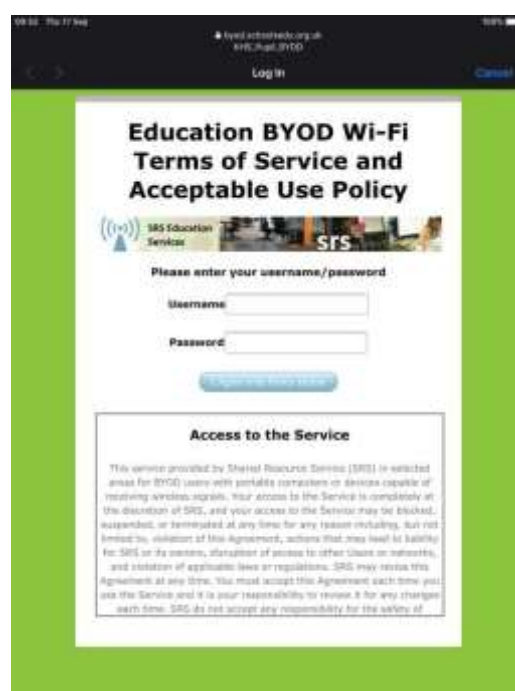 Thu 17 Sep
100%
KHS_Pupil_BYOD
Log In
Cancel
Education BYOD Wi-Fi
Terms of Service and
Acceptable Use Policy
SRS Education
Services
srs
Please enter your username/password
Username
Password
Access to the Service
This service provided by Shared Resource Service (SRS) in selected
areas for BYOD users with portable computers or devices capable of
receiving wireless signals. Your access to the Service is completely at
the discretion of SRS, and your access to the Service may be blocked,
suspended, or terminated at any time for any reason including, but not
limited to, violation of this Agreement, actions that may lead to liability
for SRS or its owners, disruption of access to other Users or networks,
and violation of applicable laws or regulations. SRS may revise this
Agreement at any time. You must accept this Agreement each time you
use the Service and it is your responsibility to review it for any changes
each time. SRS do not accept any responsibility for the safety of